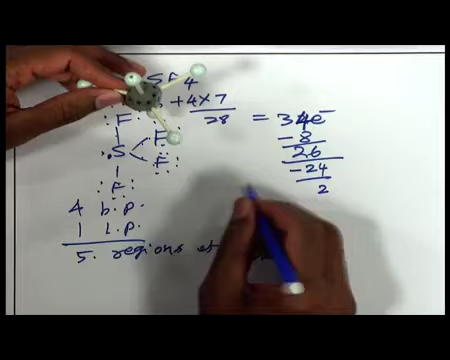 SF4
+ 4×7
28 = 34e⁻
− 8
26
− 24
2
F
F
S
F
F
4 b.p.
1 l.p.
5. regions of